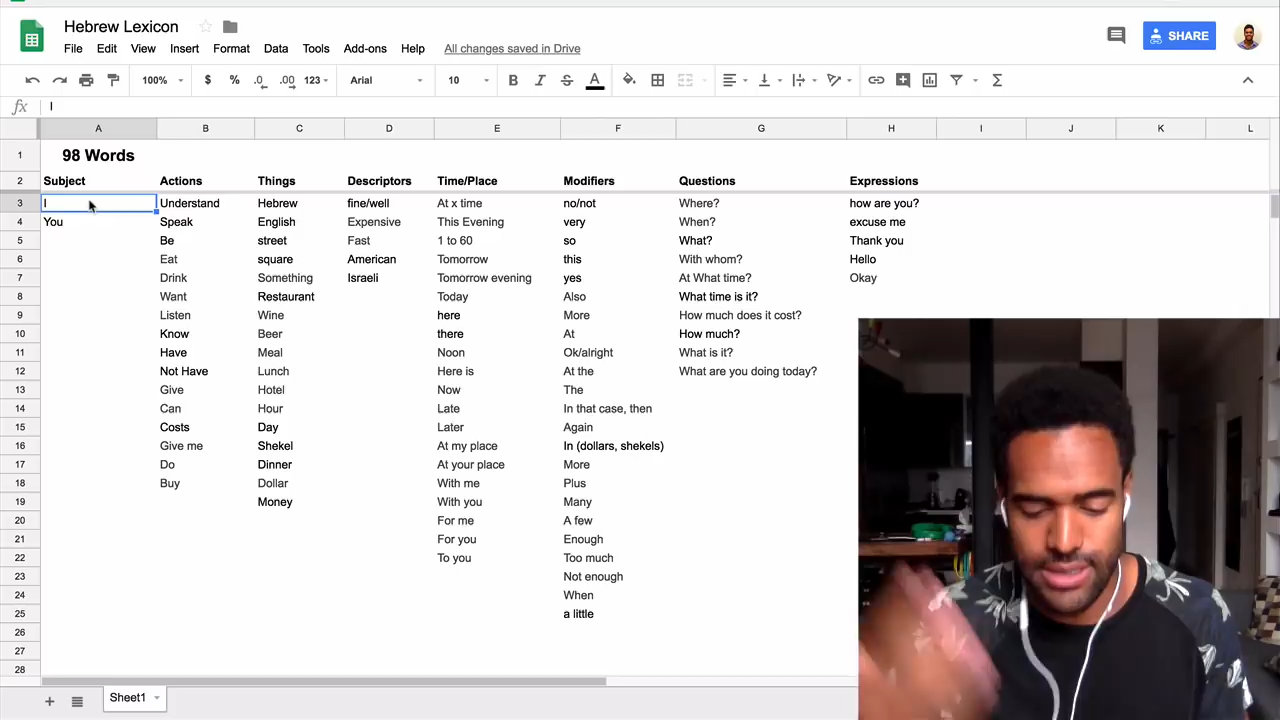 Hebrew Lexicon
File Edit View Insert Format Data Tools Add-ons Help All changes saved in Drive
SHARE
100% $ % .0 .00 123 Arial 10 B I S A
fx I
A B C D E F G H I J K L
1 98 Words
2 Subject Actions Things Descriptors Time/Place Modifiers Questions Expressions
3 I Understand Hebrew fine/well At x time no/not Where? how are you?
4 You Speak English Expensive This Evening very When? excuse me
5 Be street Fast 1 to 60 so What? Thank you
6 Eat square American Tomorrow this With whom? Hello
7 Drink Something Israeli Tomorrow evening yes At What time? Okay
8 Want Restaurant Today Also What time is it?
9 Listen Wine here More How much does it cost?
10 Know Beer there At How much?
11 Have Meal Noon Ok/alright What is it?
12 Not Have Lunch Here is At the What are you doing today?
13 Give Hotel Now The
14 Can Hour Late In that case, then
15 Costs Day Later Again
16 Give me Shekel At my place In (dollars, shekels)
17 Do Dinner At your place More
18 Buy Dollar With me Plus
19 Money With you Many
20 For me A few
21 For you Enough
22 To you Too much
23 Not enough
24 When
25 a little
26
27
28
Sheet1